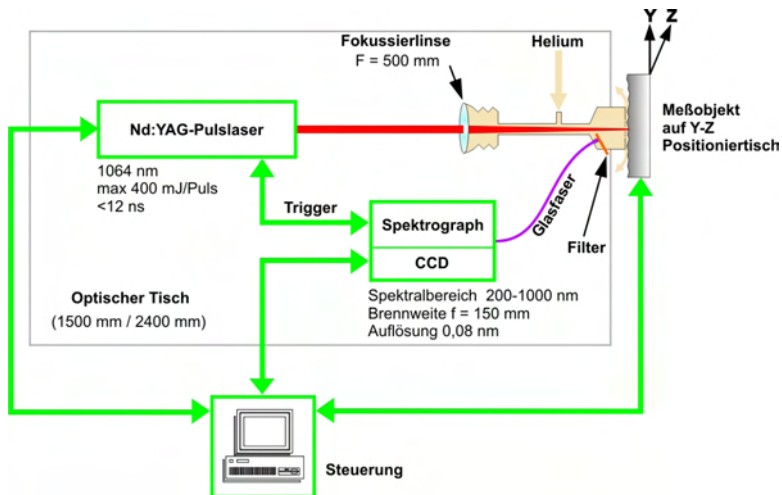 Fokussierlinse
F = 500 mm
Helium
Y Z
Nd:YAG-Pulslaser
Meßobjekt
auf Y-Z
Positioniertisch
1064 nm
max 400 mJ/Puls
<12 ns
Trigger
Spektrograph
CCD
Glasfaser
Filter
Optischer Tisch
(1500 mm / 2400 mm)
Spektralbereich 200-1000 nm
Brennweite f = 150 mm
Auflösung 0,08 nm
Steuerung